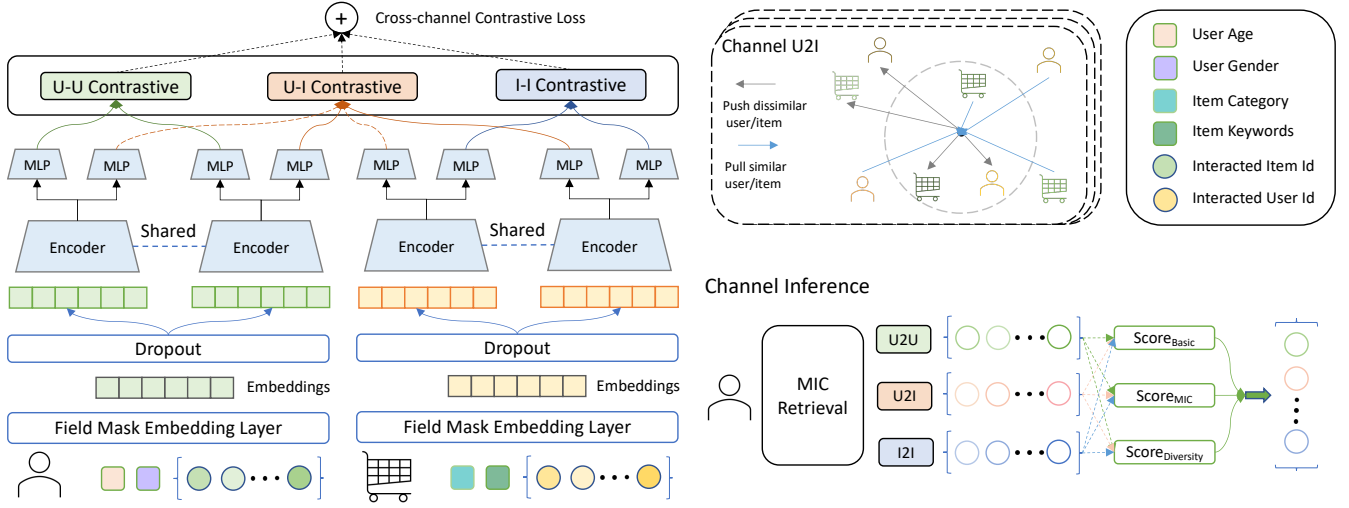 Cross-channel Contrastive Loss
U-U Contrastive
U-I Contrastive
I-I Contrastive
MLP
MLP
MLP
MLP
MLP
MLP
MLP
MLP
Encoder
Shared
Encoder
Encoder
Shared
Encoder
Dropout
Dropout
Embeddings
Embeddings
Field Mask Embedding Layer
Field Mask Embedding Layer
Channel U2I
Push dissimilar
user/item
Pull similar
user/item
User Age
User Gender
Item Category
Item Keywords
Interacted Item Id
Interacted User Id
Channel Inference
MIC
Retrieval
U2U
U2I
I2I
Score_Basic
Score_MIC
Score_Diversity